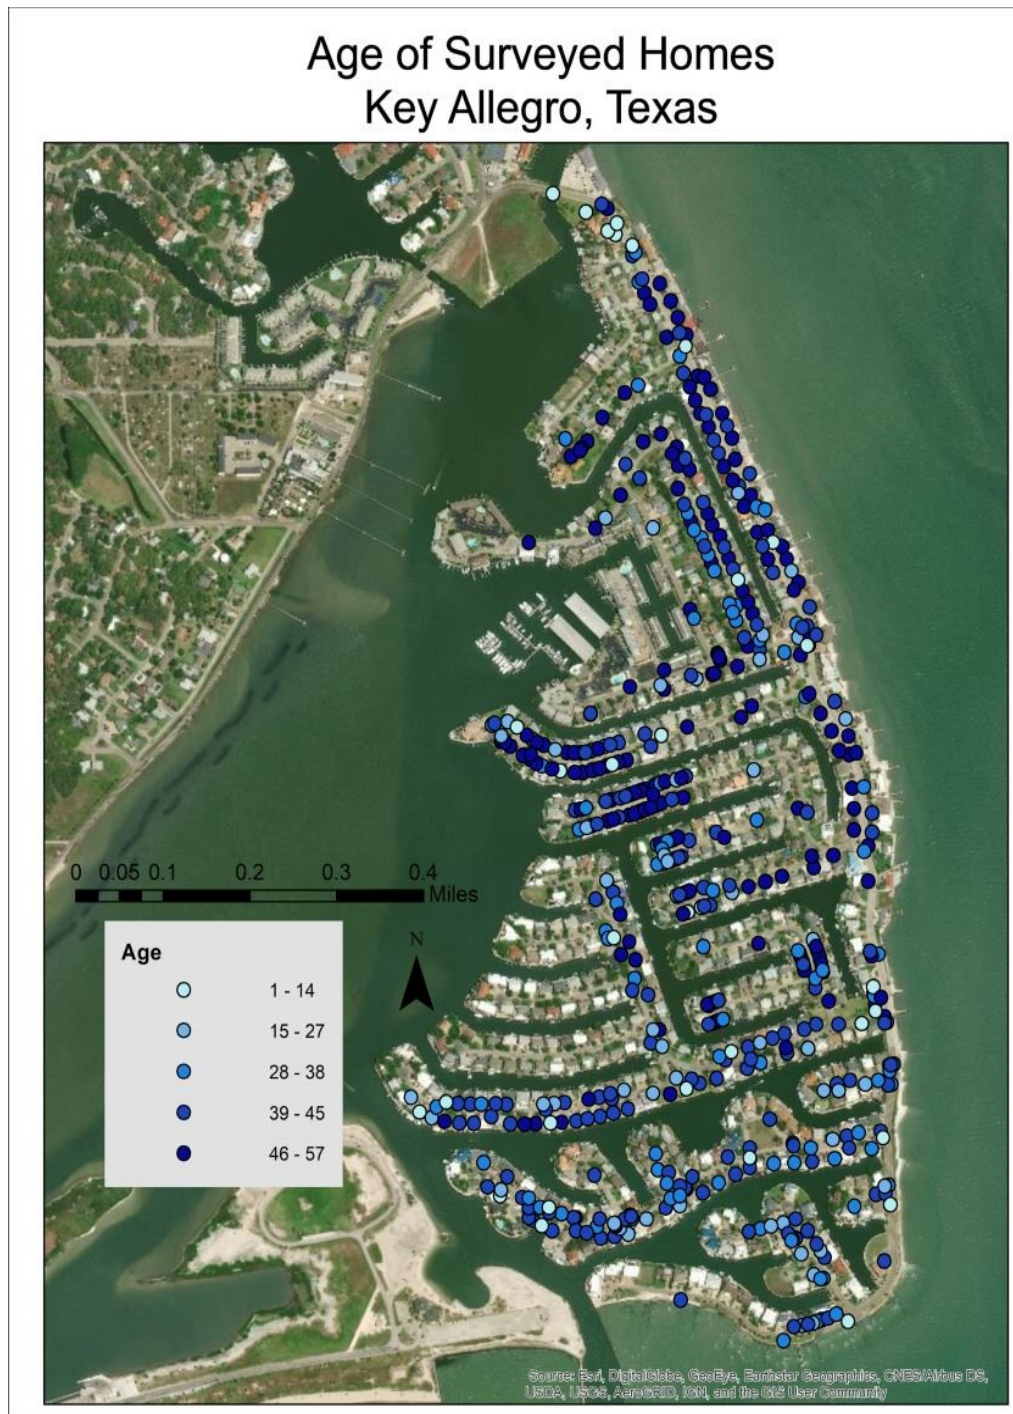 Age of Surveyed Homes
Key Allegro, Texas
0 0.05 0.1 0.2 0.3 0.4
Miles
N
Age
1 - 14
15 - 27
28 - 38
39 - 45
46 - 57
Source: Esri, DigitalGlobe, GeoEye, Earthstar Geographics, CNES/Airbus DS,
USDA, USGS, AeroGRID, IGN, and the GIS User Community